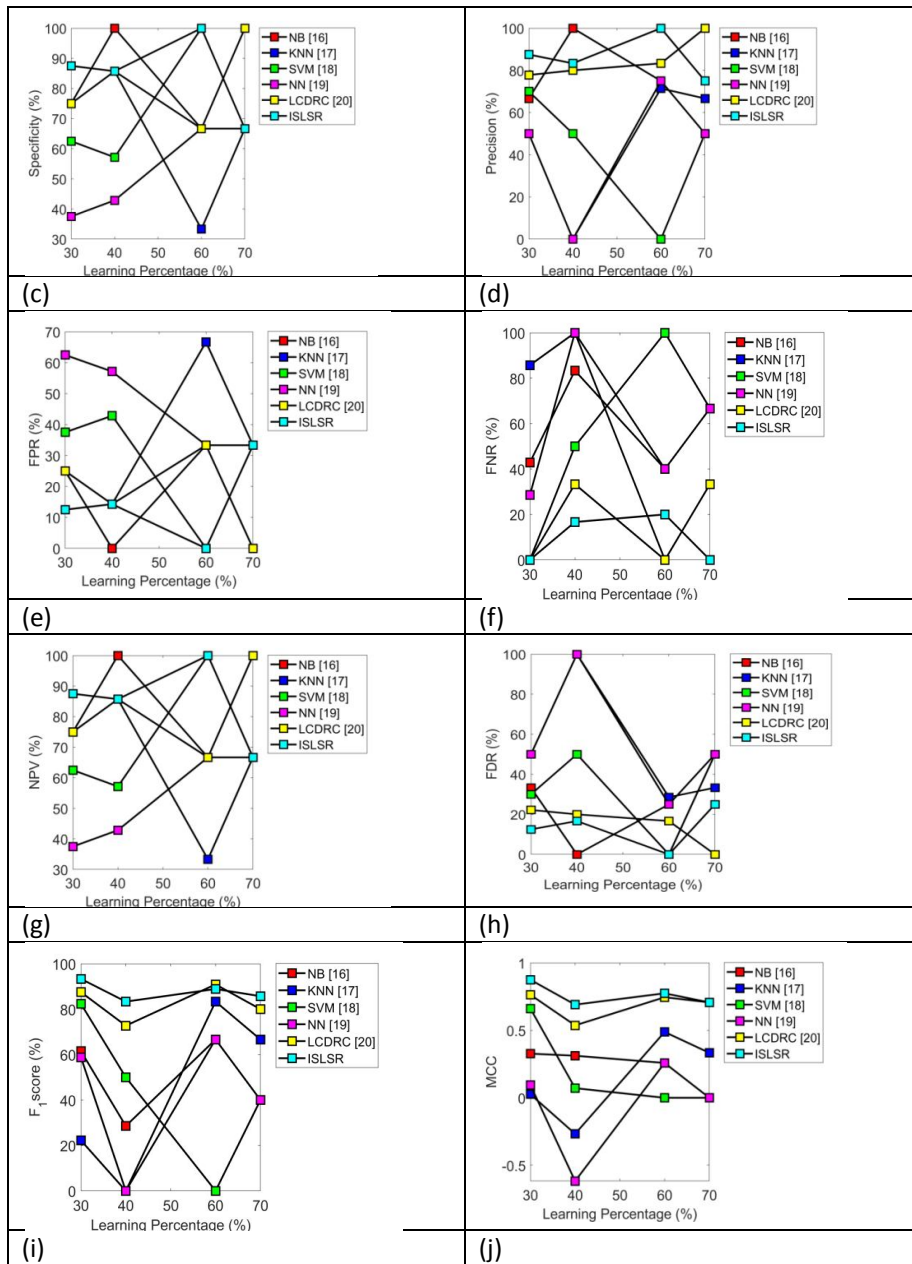 Specificity (%)
100
90
80
70
60
50
40
30
30 40 50 60 70
Learning Percentage (%)
NB [16]
KNN [17]
SVM [18]
NN [19]
LCDRC [20]
ISLSR
Precision (%)
100
80
60
40
20
0
30 40 50 60 70
Learning Percentage (%)
NB [16]
KNN [17]
SVM [18]
NN [19]
LCDRC [20]
ISLSR
(c)
(d)
FPR (%)
70
60
50
40
30
20
10
0
30 40 50 60 70
Learning Percentage (%)
NB [16]
KNN [17]
SVM [18]
NN [19]
LCDRC [20]
ISLSR
FNR (%)
100
80
60
40
20
0
30 40 50 60 70
Learning Percentage (%)
NB [16]
KNN [17]
SVM [18]
NN [19]
LCDRC [20]
ISLSR
(e)
(f)
NPV (%)
100
90
80
70
60
50
40
30
30 40 50 60 70
Learning Percentage (%)
NB [16]
KNN [17]
SVM [18]
NN [19]
LCDRC [20]
ISLSR
FDR (%)
100
80
60
40
20
0
30 40 50 60 70
Learning Percentage (%)
NB [16]
KNN [17]
SVM [18]
NN [19]
LCDRC [20]
ISLSR
(g)
(h)
F1score (%)
100
80
60
40
20
0
30 40 50 60 70
Learning Percentage (%)
NB [16]
KNN [17]
SVM [18]
NN [19]
LCDRC [20]
ISLSR
MCC
1
0.5
0
-0.5
30 40 50 60 70
Learning Percentage (%)
NB [16]
KNN [17]
SVM [18]
NN [19]
LCDRC [20]
ISLSR
(i)
(j)